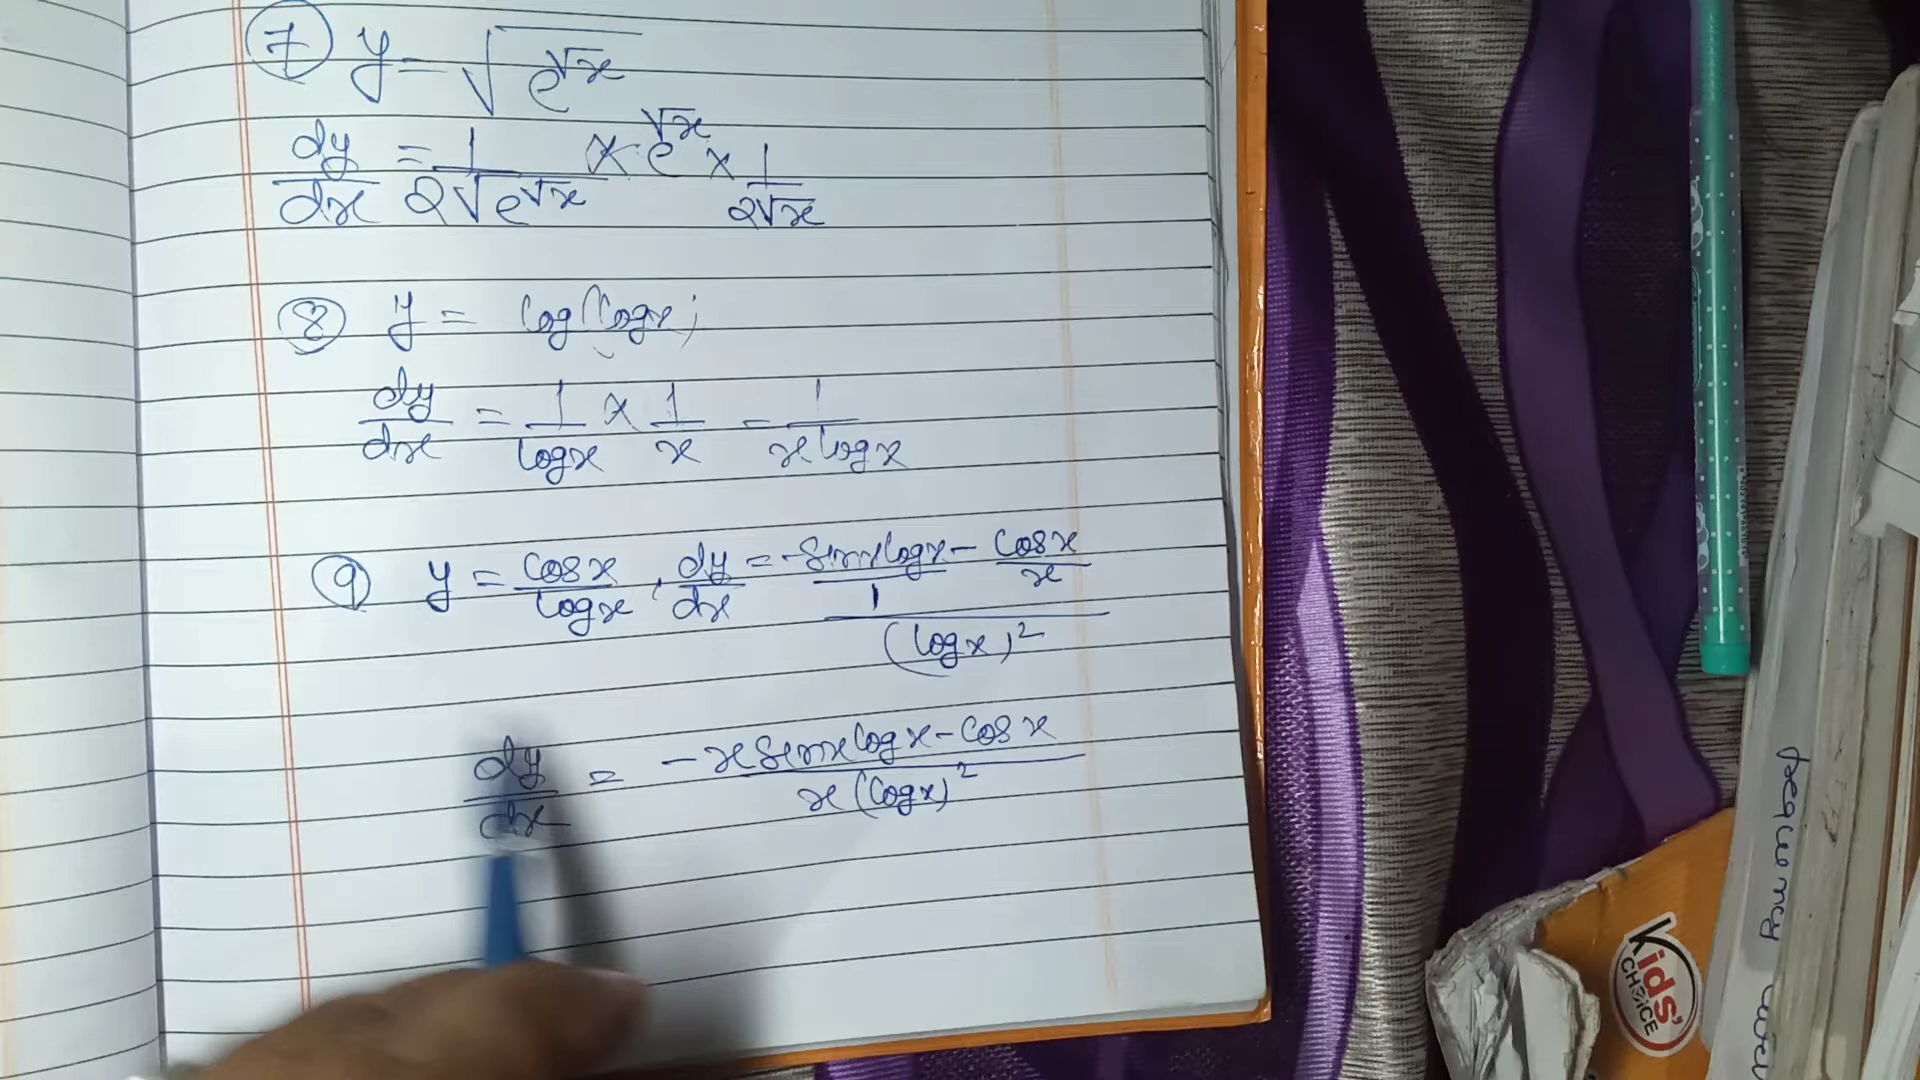 7 y = √e^√x
dy/dx = 1/2√e^√x × e^√x × 1/2√x
8 y = log(logx)
dy/dx = 1/logx × 1/x = 1/x logx
9 y = cosx/logx, dy/dx = -sinx logx/1 - cosx/x / (logx)²
dy/dx = -x sinx logx - cosx / x(logx)²
Kids'
CHOICE